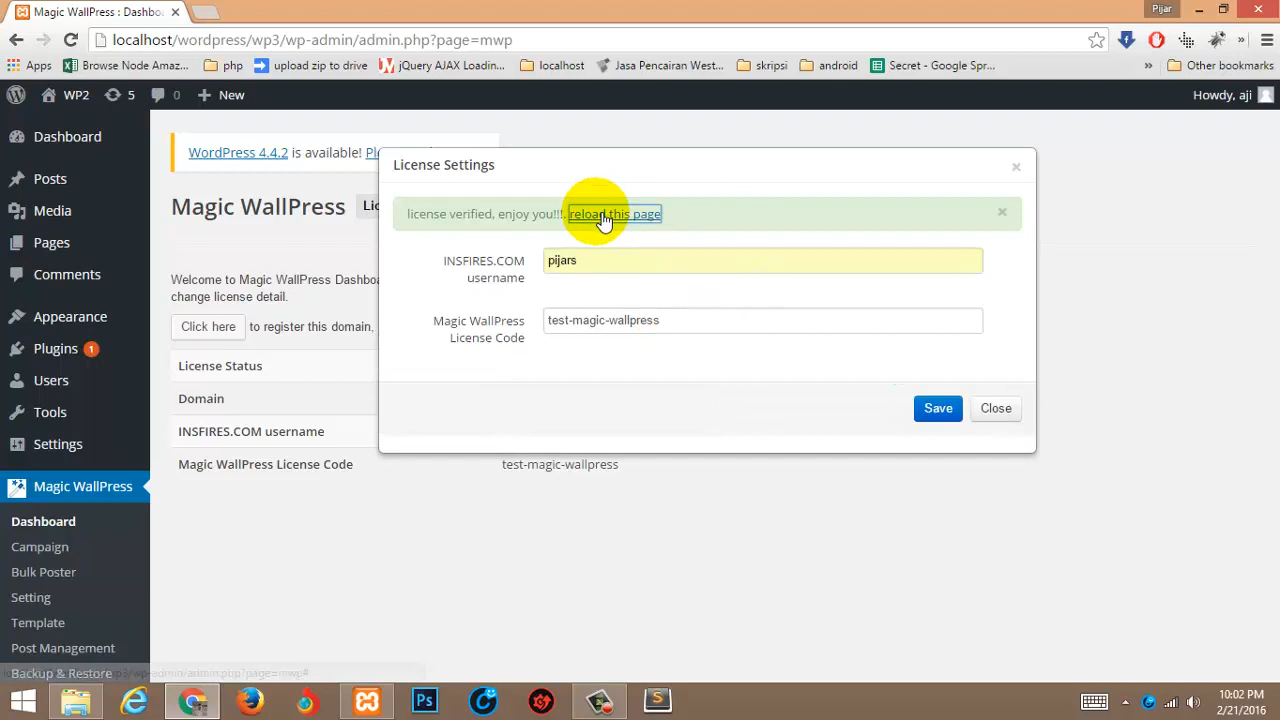 Magic WallPress : Dashbo
Pijar
localhost/wordpress/wp3/wp-admin/admin.php?page=mwp
Apps
Browse Node Amaz...
php
upload zip to drive
jQuery AJAX Loading...
localhost
Jasa Pencairan West...
skripsi
android
Secret - Google Spr...
»
Other bookmarks
WP2
5
0
New
Howdy, aji
Dashboard
Posts
Media
Pages
Comments
Appearance
Plugins 1
Users
Tools
Settings
Magic WallPress
Dashboard
Campaign
Bulk Poster
Setting
Template
Post Management
Backup & Restore
WordPress 4.4.2 is available!
Magic WallPress
Welcome to Magic WallPress Dashbo
change license detail.
Click here to register this domain,
License Status
Domain
INSFIRES.COM username
Magic WallPress License Code
test-magic-wallpress
License Settings
×
license verified, enjoy you!!!. reload this page
×
INSFIRES.COM
username
pijars
Magic WallPress
License Code
test-magic-wallpress
Save
Close
10:02 PM
2/21/2016